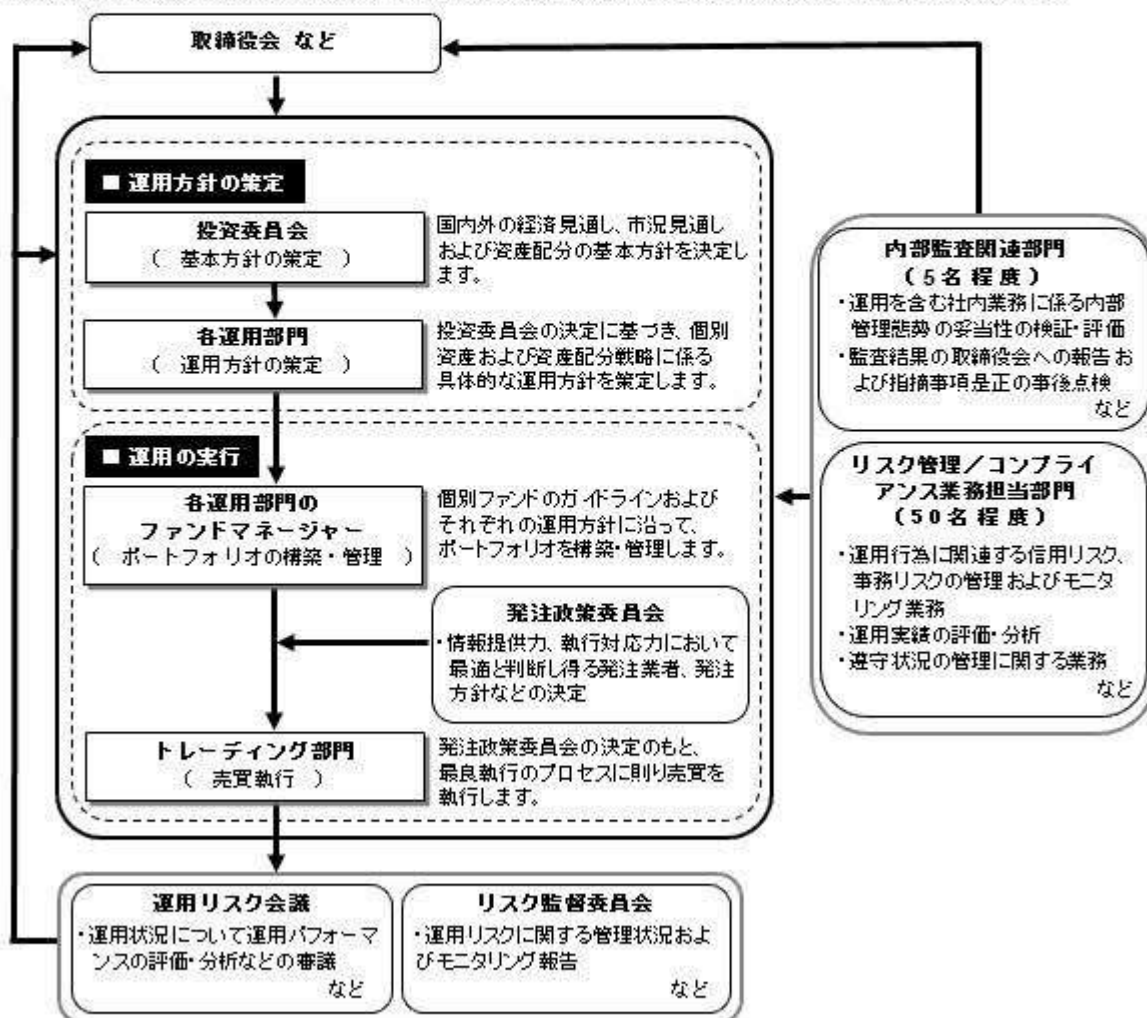 取締役会 など
■ 運用方針の策定
投資委員会
（ 基本方針の策定 ）
国内外の経済見通し、市況見通し
および資産配分の基本方針を決定し
ます。
各運用部門
（ 運用方針の策定 ）
投資委員会の決定に基づき、個別
資産および資産配分戦略に係る
具体的な運用方針を策定します。
■ 運用の実行
各運用部門の
ファンドマネージャー
（ ポートフォリオの構築・管理 ）
個別ファンドのガイドラインおよび
それぞれの運用方針に沿って、
ポートフォリオを構築・管理します。
発注政策委員会
・情報提供力、執行対応力において
最適と判断し得る発注業者、発注
方針などの決定
トレーディング部門
（ 売買執行 ）
発注政策委員会の決定のもと、
最良執行のプロセスに則り売買を
執行します。
内部監査関連部門
（5名程度）
・運用を含む社内業務に係る内部
管理態勢の妥当性の検証・評価
・監査結果の取締役会への報告お
よび指摘事項是正の事後点検
など
リスク管理／コンプライ
アンス業務担当部門
（50名程度）
・運用行為に関連する信用リスク、
事務リスクの管理およびモニタ
リング業務
・運用実績の評価・分析
・遵守状況の管理に関する業務
など
運用リスク会議
・運用状況について運用パフォーマ
ンスの評価・分析などの審議
など
リスク監督委員会
・運用リスクに関する管理状況およ
びモニタリング報告
など